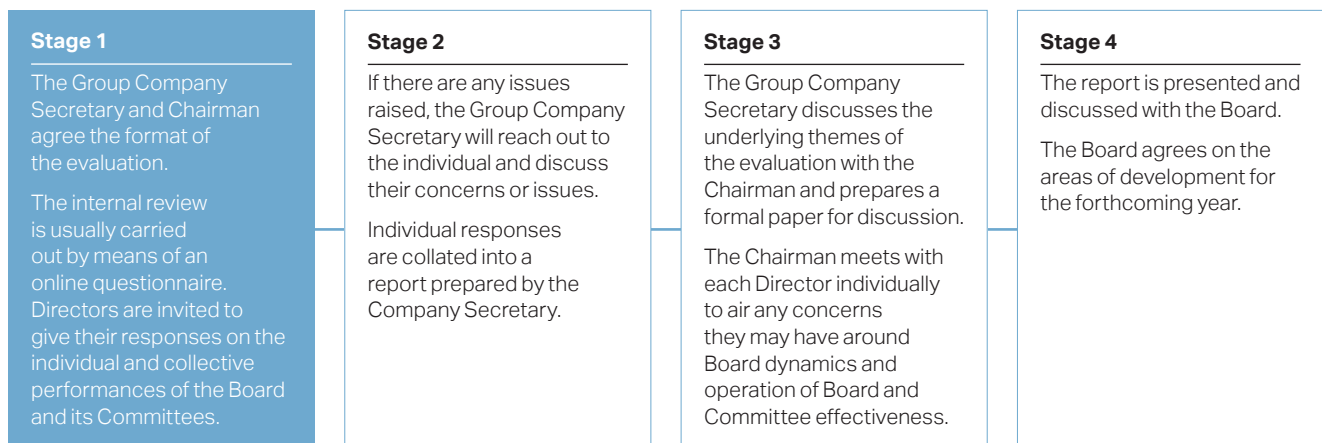 Stage 1
The Group Company
Secretary and Chairman
agree the format of
the evaluation.
The internal review
is usually carried
out by means of an
online questionnaire.
Directors are invited to
give their responses on the
individual and collective
performances of the Board
and its Committees.
Stage 2
If there are any issues
raised, the Group Company
Secretary will reach out to
the individual and discuss
their concerns or issues.
Individual responses
are collated into a
report prepared by the
Company Secretary.
Stage 3
The Group Company
Secretary discusses the
underlying themes of
the evaluation with the
Chairman and prepares a
formal paper for discussion.
The Chairman meets with
each Director individually
to air any concerns
they may have around
Board dynamics and
operation of Board and
Committee effectiveness.
Stage 4
The report is presented and
discussed with the Board.
The Board agrees on the
areas of development for
the forthcoming year.